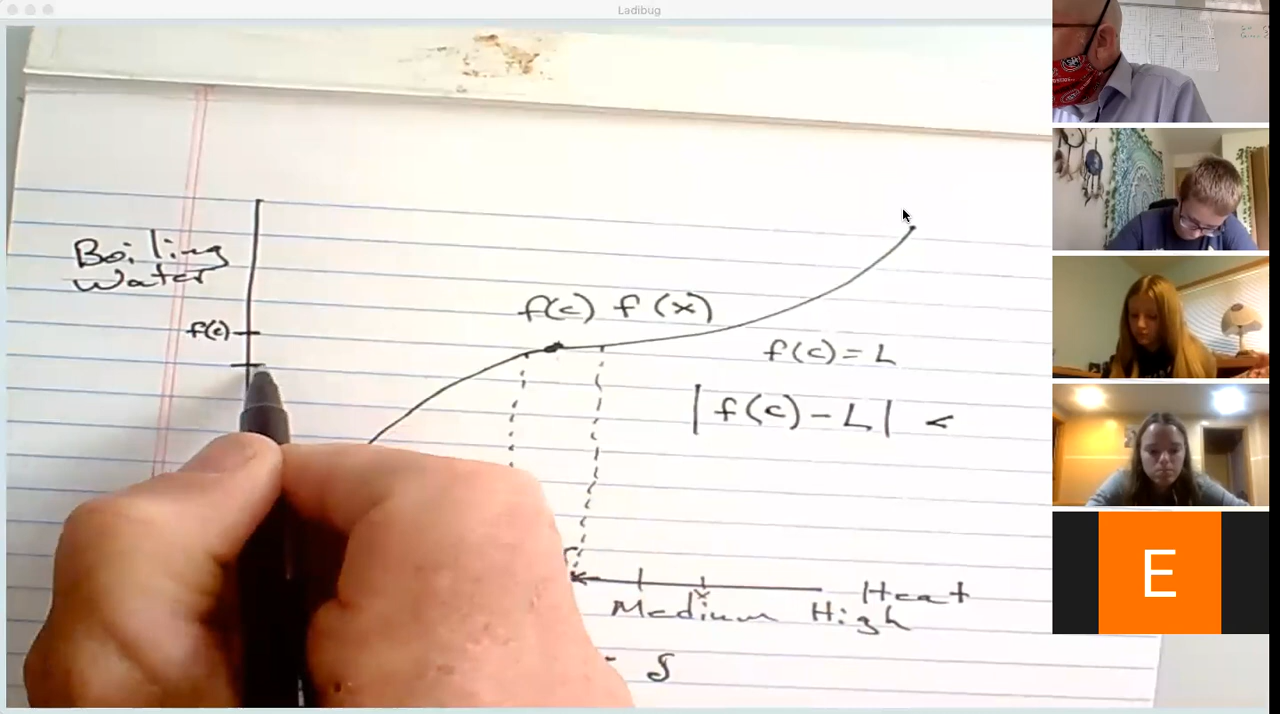 Ladibug
Boiling
Water
f(c) f(x)
f(c)
f(c) = L
|f(c) - L| <
Heat
x
Medium High
δ
E